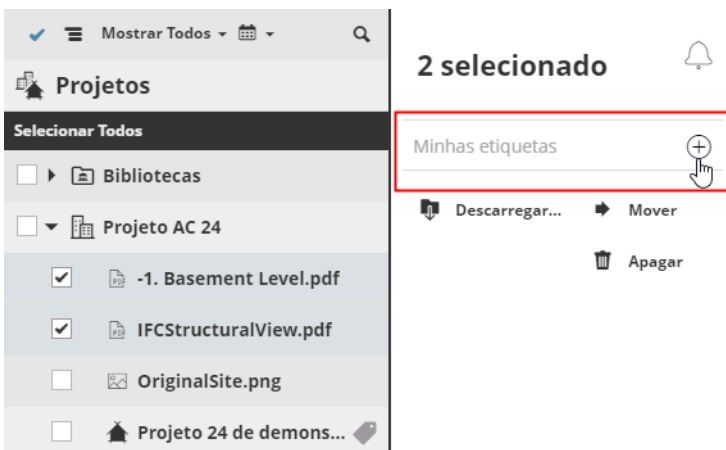 Mostrar Todos
Projetos
Selecionar Todos
Bibliotecas
Projeto AC 24
-1. Basement Level.pdf
IFCStructuralView.pdf
OriginalSite.png
Projeto 24 de demons...
2 selecionado
Minhas etiquetas
Descarregar...
Mover
Apagar